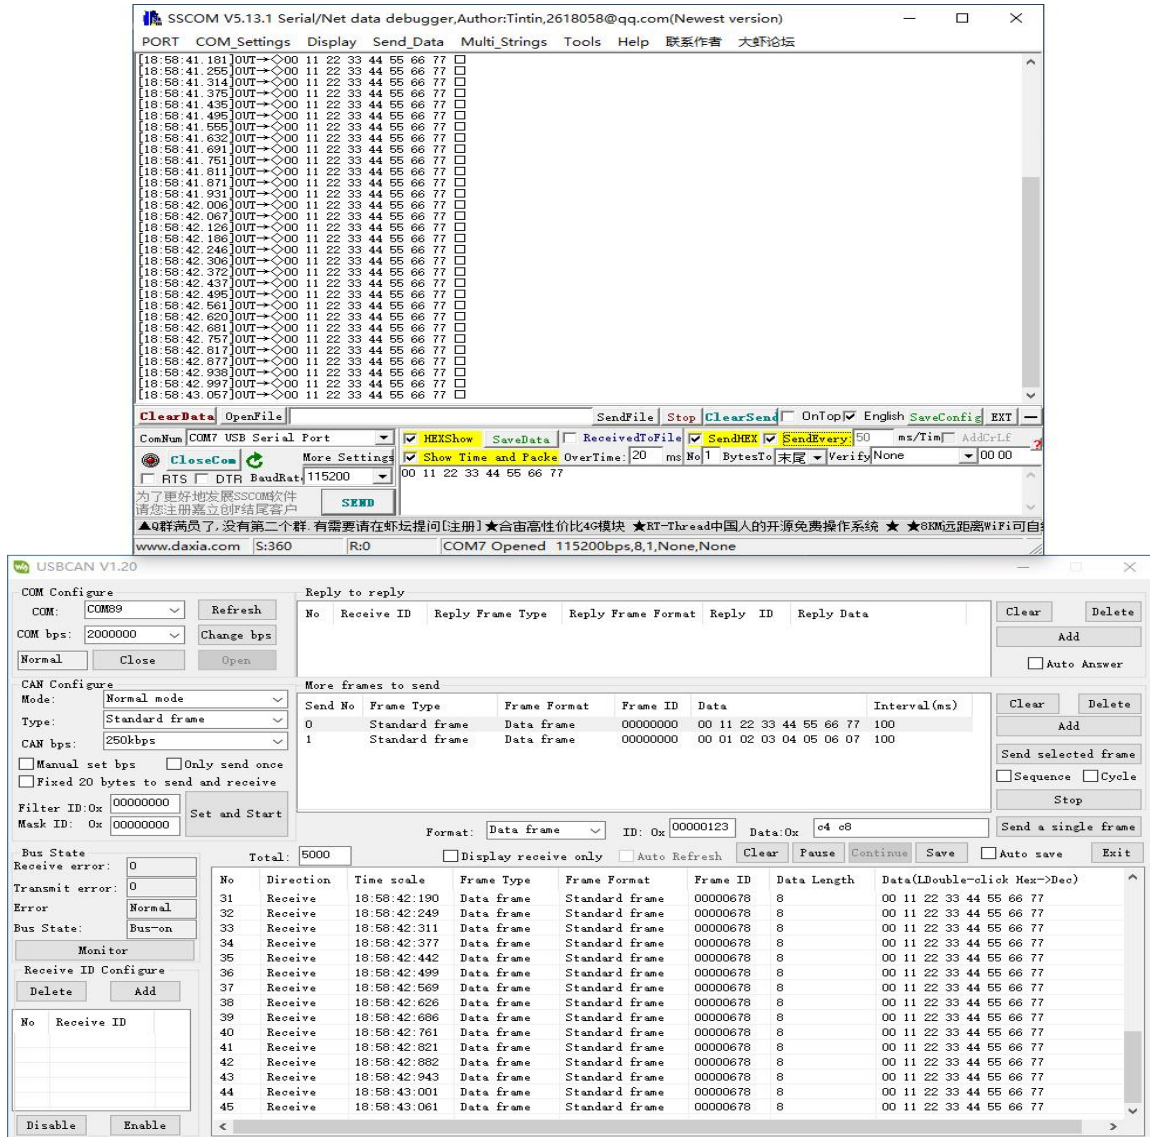 SSCOM V5.13.1 Serial/Net data debugger,Author:Tintin,2618058@qq.com(Newest version)
PORT COM_Settings Display Send_Data Multi_Strings Tools Help 联系作者 大虾论坛
[18:58:41.181]OUT→◇00 11 22 33 44 55 66 77 □
[18:58:41.255]OUT→◇00 11 22 33 44 55 66 77 □
[18:58:41.314]OUT→◇00 11 22 33 44 55 66 77 □
[18:58:41.375]OUT→◇00 11 22 33 44 55 66 77 □
[18:58:41.435]OUT→◇00 11 22 33 44 55 66 77 □
[18:58:41.495]OUT→◇00 11 22 33 44 55 66 77 □
[18:58:41.555]OUT→◇00 11 22 33 44 55 66 77 □
[18:58:41.632]OUT→◇00 11 22 33 44 55 66 77 □
[18:58:41.691]OUT→◇00 11 22 33 44 55 66 77 □
[18:58:41.751]OUT→◇00 11 22 33 44 55 66 77 □
[18:58:41.811]OUT→◇00 11 22 33 44 55 66 77 □
[18:58:41.871]OUT→◇00 11 22 33 44 55 66 77 □
[18:58:41.931]OUT→◇00 11 22 33 44 55 66 77 □
[18:58:42.006]OUT→◇00 11 22 33 44 55 66 77 □
[18:58:42.067]OUT→◇00 11 22 33 44 55 66 77 □
[18:58:42.126]OUT→◇00 11 22 33 44 55 66 77 □
[18:58:42.186]OUT→◇00 11 22 33 44 55 66 77 □
[18:58:42.246]OUT→◇00 11 22 33 44 55 66 77 □
[18:58:42.306]OUT→◇00 11 22 33 44 55 66 77 □
[18:58:42.372]OUT→◇00 11 22 33 44 55 66 77 □
[18:58:42.437]OUT→◇00 11 22 33 44 55 66 77 □
[18:58:42.495]OUT→◇00 11 22 33 44 55 66 77 □
[18:58:42.561]OUT→◇00 11 22 33 44 55 66 77 □
[18:58:42.620]OUT→◇00 11 22 33 44 55 66 77 □
[18:58:42.681]OUT→◇00 11 22 33 44 55 66 77 □
[18:58:42.757]OUT→◇00 11 22 33 44 55 66 77 □
[18:58:42.817]OUT→◇00 11 22 33 44 55 66 77 □
[18:58:42.877]OUT→◇00 11 22 33 44 55 66 77 □
[18:58:42.938]OUT→◇00 11 22 33 44 55 66 77 □
[18:58:42.997]OUT→◇00 11 22 33 44 55 66 77 □
[18:58:43.057]OUT→◇00 11 22 33 44 55 66 77 □
ClearData OpenFile SendFile Stop ClearSend OnTop English SaveConfig EXT —
ComNum COM7 USB Serial Port HEXShow SaveData ReceivedToFile SendHEX SendEvery: 50 ms/Tim AddCrLf
CloseCom More Settings Show Time and Packe OverTime: 20 ms No 1 BytesTo 末尾 Verify None 00 00
RTS DTR BaudRat 115200 00 11 22 33 44 55 66 77
为了更好地发展SSCOM软件
请您注册嘉立创F结尾客户 SEND
▲Q群满员了,没有第二个群.有需要请在虾坛提问[注册]★合宙高性价比4G模块 ★RT-Thread中国人的开源免费操作系统 ★ ★8KM远距离WiFi可自
www.daxia.com S:360 R:0 COM7 Opened 115200bps,8,1,None,None
USBCAN V1.20
COM Configure Reply to reply
COM: COM89 Refresh No Receive ID Reply Frame Type Reply Frame Format Reply ID Reply Data Clear Delete
COM bps: 2000000 Change bps Add
Normal Close Open Auto Answer
CAN Configure More frames to send
Mode: Normal mode Send No Frame Type Frame Format Frame ID Data Interval(ms) Clear Delete
Type: Standard frame 0 Standard frame Data frame 00000000 00 11 22 33 44 55 66 77 100 Add
CAN bps: 250kbps 1 Standard frame Data frame 00000000 00 01 02 03 04 05 06 07 100
Manual set bps Only send once Send selected frame
Fixed 20 bytes to send and receive Sequence Cycle
Filter ID:0x 00000000 Set and Start Stop
Mask ID: 0x 00000000 Format: Data frame ID: 0x 00000123 Data:0x c4 c8 Send a single frame
Bus State Total: 5000 Display receive only Auto Refresh Clear Pause Continue Save Auto save Exit
Receive error: 0
No Direction Time scale Frame Type Frame Format Frame ID Data Length Data(LDouble-click Hex->Dec)
Transmit error: 0
31 Receive 18:58:42:190 Data frame Standard frame 00000678 8 00 11 22 33 44 55 66 77
Error Normal 32 Receive 18:58:42:249 Data frame Standard frame 00000678 8 00 11 22 33 44 55 66 77
Bus State: Bus-on 33 Receive 18:58:42:311 Data frame Standard frame 00000678 8 00 11 22 33 44 55 66 77
Monitor 34 Receive 18:58:42:377 Data frame Standard frame 00000678 8 00 11 22 33 44 55 66 77
35 Receive 18:58:42:442 Data frame Standard frame 00000678 8 00 11 22 33 44 55 66 77
Receive ID Configure 36 Receive 18:58:42:499 Data frame Standard frame 00000678 8 00 11 22 33 44 55 66 77
Delete Add 37 Receive 18:58:42:569 Data frame Standard frame 00000678 8 00 11 22 33 44 55 66 77
38 Receive 18:58:42:626 Data frame Standard frame 00000678 8 00 11 22 33 44 55 66 77
No Receive ID 39 Receive 18:58:42:686 Data frame Standard frame 00000678 8 00 11 22 33 44 55 66 77
40 Receive 18:58:42:761 Data frame Standard frame 00000678 8 00 11 22 33 44 55 66 77
41 Receive 18:58:42:821 Data frame Standard frame 00000678 8 00 11 22 33 44 55 66 77
42 Receive 18:58:42:882 Data frame Standard frame 00000678 8 00 11 22 33 44 55 66 77
43 Receive 18:58:42:943 Data frame Standard frame 00000678 8 00 11 22 33 44 55 66 77
44 Receive 18:58:43:001 Data frame Standard frame 00000678 8 00 11 22 33 44 55 66 77
45 Receive 18:58:43:061 Data frame Standard frame 00000678 8 00 11 22 33 44 55 66 77
Disable Enable